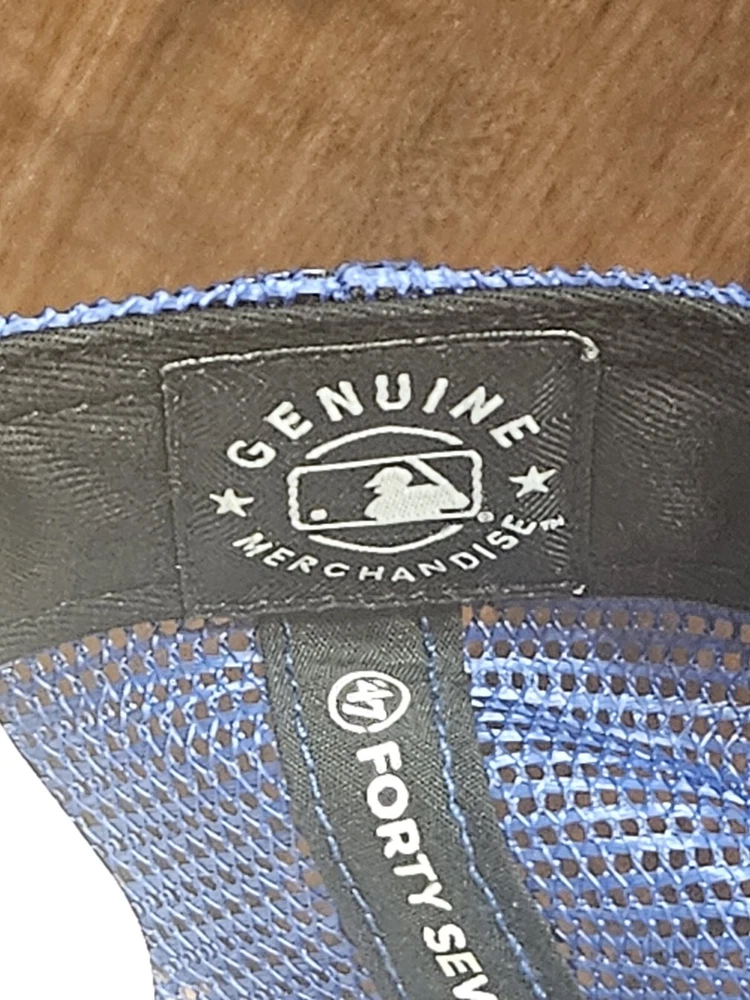 GENUINE
®
MERCHANDISE™
47 FORTY SEV